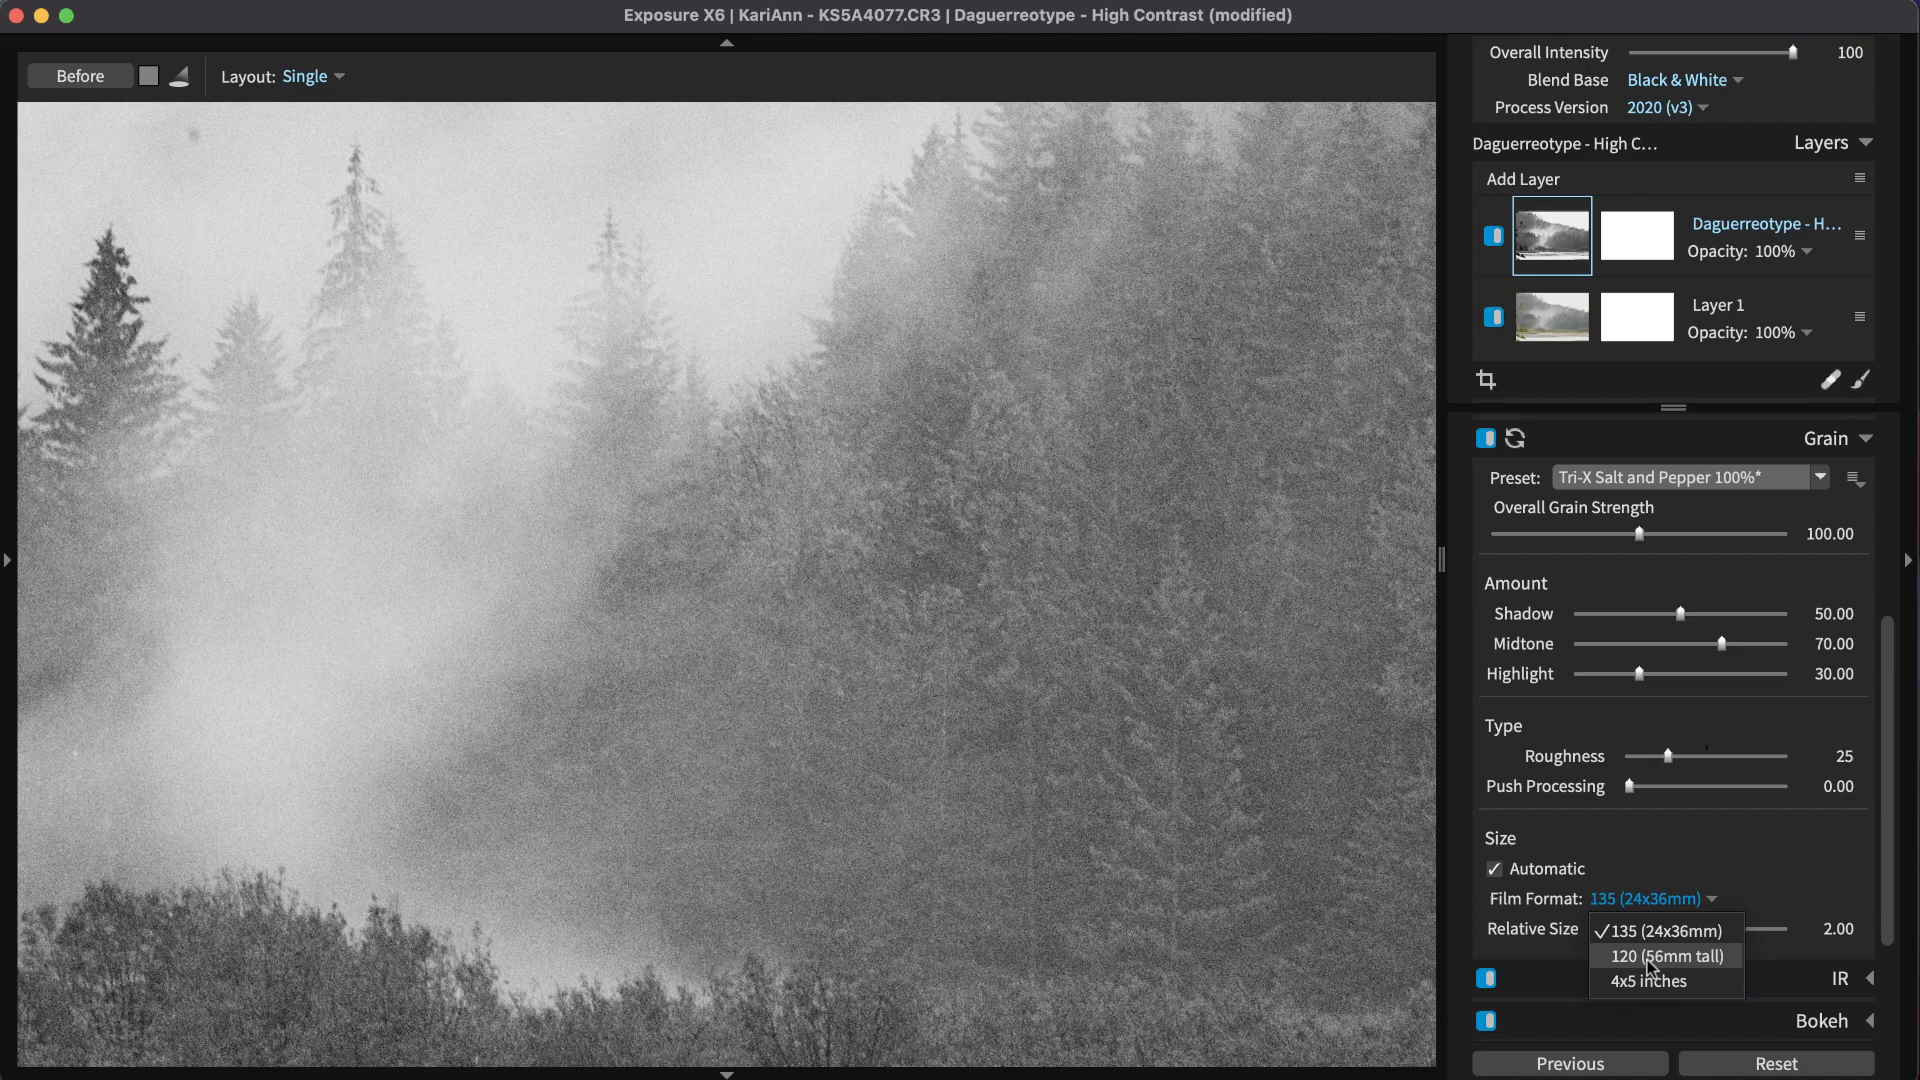 Exposure X6 | KariAnn - KS5A4077.CR3 | Daguerreotype - High Contrast (modified)
Before
Layout: Single
Overall Intensity 100
Blend Base Black & White
Process Version 2020 (v3)
Daguerreotype - High C... Layers
Add Layer
Daguerreotype - H...
Opacity: 100%
Layer 1
Opacity: 100%
Grain
Preset: Tri-X Salt and Pepper 100%*
Overall Grain Strength
100.00
Amount
Shadow 50.00
Midtone 70.00
Highlight 30.00
Type
Roughness 25
Push Processing 0.00
Size
✓ Automatic
Film Format: 135 (24x36mm)
Relative Size 2.00
✓135 (24x36mm)
120 (56mm tall)
4x5 inches
IR
Bokeh
Previous Reset